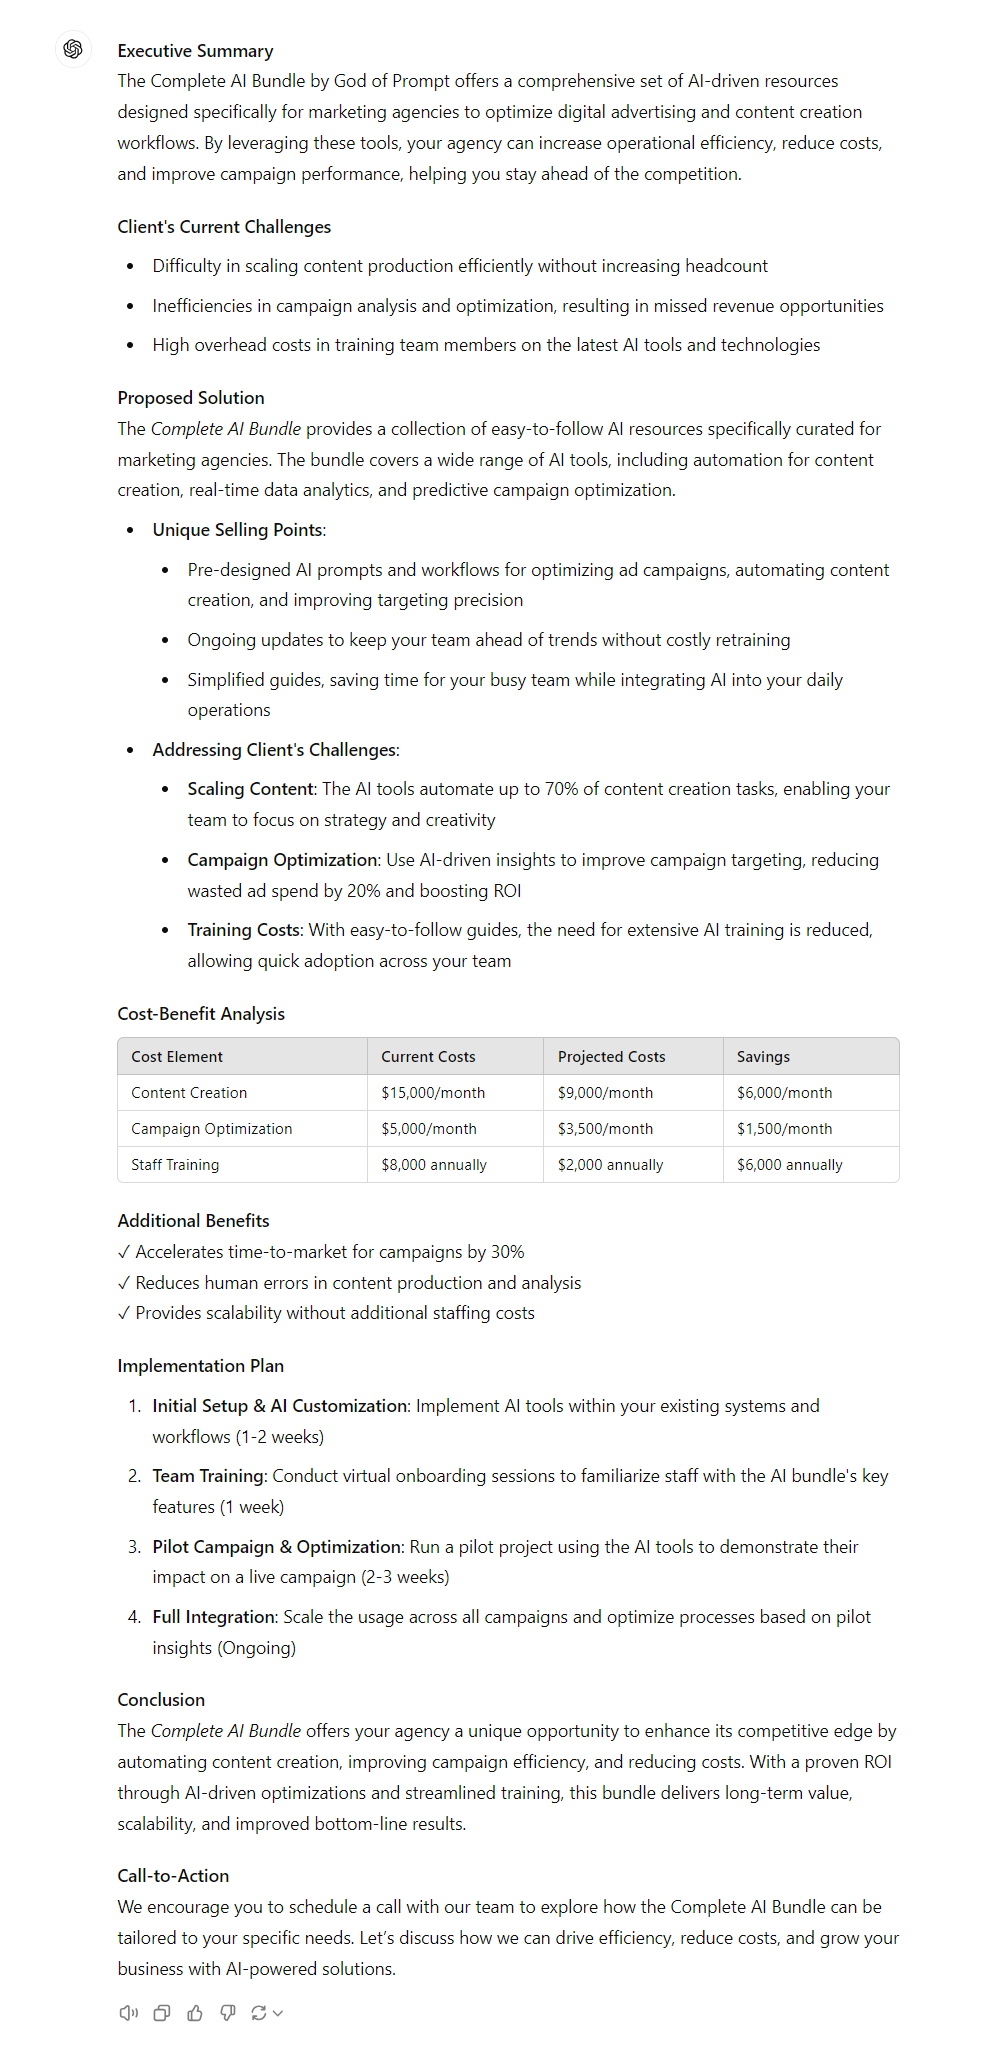 Executive Summary
The Complete AI Bundle by God of Prompt offers a comprehensive set of AI-driven resources
designed specifically for marketing agencies to optimize digital advertising and content creation
workflows. By leveraging these tools, your agency can increase operational efficiency, reduce costs,
and improve campaign performance, helping you stay ahead of the competition.
Client's Current Challenges
• Difficulty in scaling content production efficiently without increasing headcount
• Inefficiencies in campaign analysis and optimization, resulting in missed revenue opportunities
• High overhead costs in training team members on the latest AI tools and technologies
Proposed Solution
The Complete AI Bundle provides a collection of easy-to-follow AI resources specifically curated for
marketing agencies. The bundle covers a wide range of AI tools, including automation for content
creation, real-time data analytics, and predictive campaign optimization.
• Unique Selling Points:
• Pre-designed AI prompts and workflows for optimizing ad campaigns, automating content
creation, and improving targeting precision
• Ongoing updates to keep your team ahead of trends without costly retraining
• Simplified guides, saving time for your busy team while integrating AI into your daily
operations
• Addressing Client's Challenges:
• Scaling Content: The AI tools automate up to 70% of content creation tasks, enabling your
team to focus on strategy and creativity
• Campaign Optimization: Use AI-driven insights to improve campaign targeting, reducing
wasted ad spend by 20% and boosting ROI
• Training Costs: With easy-to-follow guides, the need for extensive AI training is reduced,
allowing quick adoption across your team
Cost-Benefit Analysis
Cost Element Current Costs Projected Costs Savings
Content Creation $15,000/month $9,000/month $6,000/month
Campaign Optimization $5,000/month $3,500/month $1,500/month
Staff Training $8,000 annually $2,000 annually $6,000 annually
Additional Benefits
✓ Accelerates time-to-market for campaigns by 30%
✓ Reduces human errors in content production and analysis
✓ Provides scalability without additional staffing costs
Implementation Plan
1. Initial Setup & AI Customization: Implement AI tools within your existing systems and
workflows (1-2 weeks)
2. Team Training: Conduct virtual onboarding sessions to familiarize staff with the AI bundle's key
features (1 week)
3. Pilot Campaign & Optimization: Run a pilot project using the AI tools to demonstrate their
impact on a live campaign (2-3 weeks)
4. Full Integration: Scale the usage across all campaigns and optimize processes based on pilot
insights (Ongoing)
Conclusion
The Complete AI Bundle offers your agency a unique opportunity to enhance its competitive edge by
automating content creation, improving campaign efficiency, and reducing costs. With a proven ROI
through AI-driven optimizations and streamlined training, this bundle delivers long-term value,
scalability, and improved bottom-line results.
Call-to-Action
We encourage you to schedule a call with our team to explore how the Complete AI Bundle can be
tailored to your specific needs. Let’s discuss how we can drive efficiency, reduce costs, and grow your
business with AI-powered solutions.